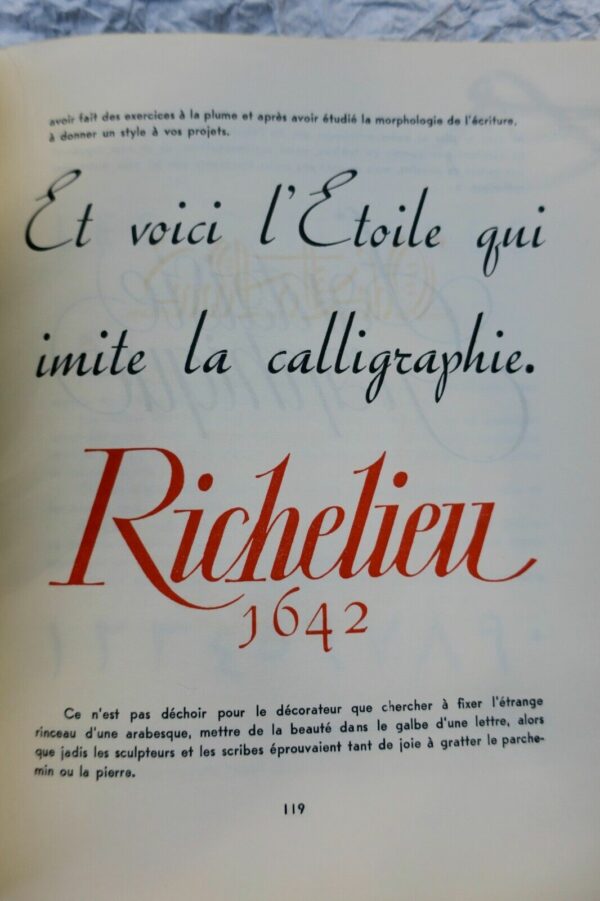 avoir fait des exercices à la plume et après avoir étudié la morphologie de l'écriture,
à donner un style à vos projets.
Et voici l'Etoile qui
imite la calligraphie.
Richelieu
1642
Ce n'est pas déchoir pour le décorateur que chercher à fixer l'étrange
rinceau d'une arabesque, mettre de la beauté dans le galbe d'une lettre, alors
que jadis les sculpteurs et les scribes éprouvaient tant de joie à gratter le parche-
min ou la pierre.
119